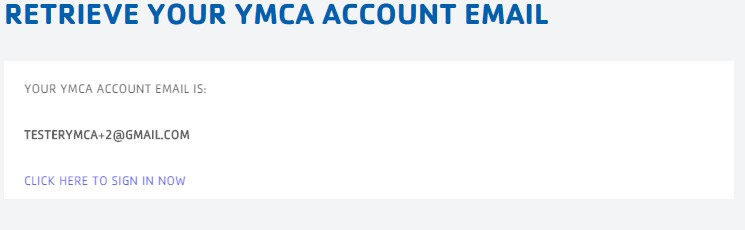 RETRIEVE YOUR YMCA ACCOUNT EMAIL
YOUR YMCA ACCOUNT EMAIL IS:
TESTERYMCA+2@GMAIL.COM
CLICK HERE TO SIGN IN NOW